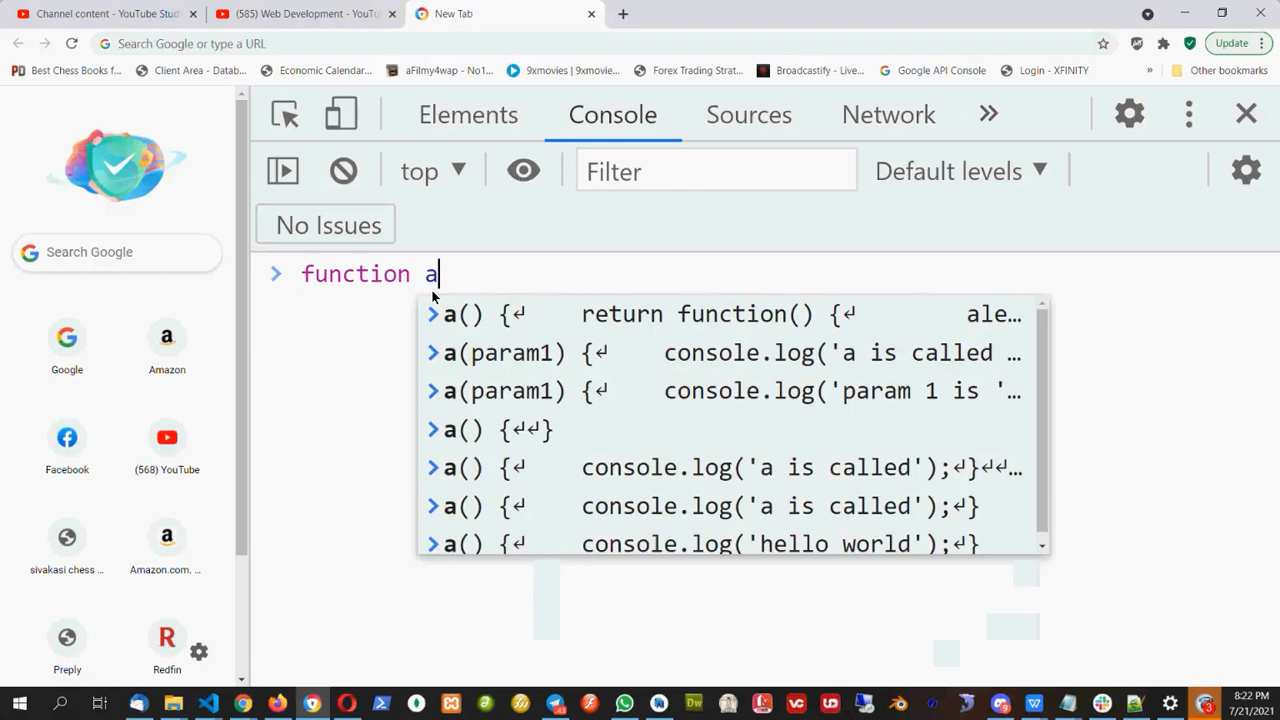 Channel content - YouTube Stud
(585) Web Development - YouTu
New Tab
Search Google or type a URL
Update
Best Chess Books f...
Client Area - Datab...
Economic Calendar...
aFilmy4wap - No1...
9xmovies | 9xmovie...
Forex Trading Strat...
Broadcastify - Live...
Google API Console
Login - XFINITY
»
Other bookmarks
Elements
Console
Sources
Network
»
top
Filter
Default levels
No Issues
Search Google
> function a
>a() {↵    return function() {↵        ale…
>a(param1) {↵    console.log('a is called …
>a(param1) {↵    console.log('param 1 is '…
>a() {↵↵}
>a() {↵    console.log('a is called');↵}↵↵…
>a() {↵    console.log('a is called');↵}
>a() {↵    console.log('hello world');↵}
Google
Amazon
Facebook
(568) YouTube
sivakasi chess ...
Amazon.com. ...
Preply
Redfin
8:22 PM
7/21/2021